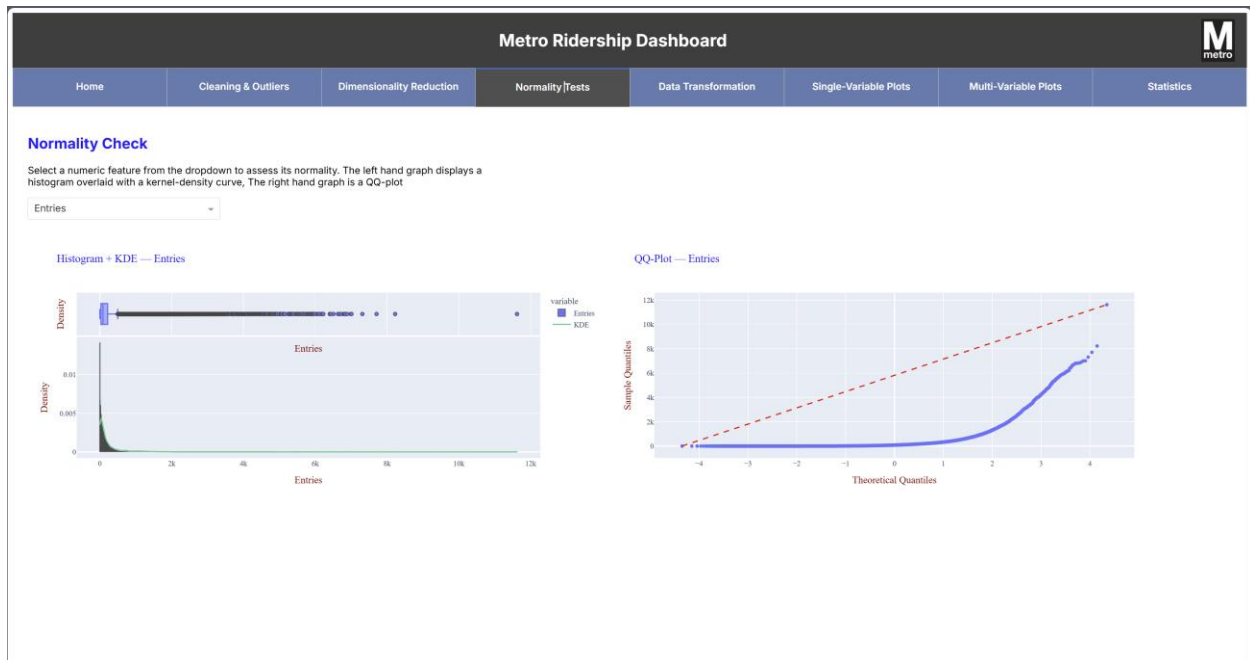 Metro Ridership Dashboard
M
metro
Home
Cleaning & Outliers
Dimensionality Reduction
Normality Tests
Data Transformation
Single-Variable Plots
Multi-Variable Plots
Statistics
Normality Check
Select a numeric feature from the dropdown to assess its normality. The left hand graph displays a
histogram overlaid with a kernel-density curve, The right hand graph is a QQ-plot
Entries
Histogram + KDE — Entries
Density
Entries
variable
Entries
KDE
Density
0.01
0.005
0
0
2k
4k
6k
8k
10k
12k
Entries
QQ-Plot — Entries
Sample Quantiles
12k
10k
8k
6k
4k
2k
0
−4
−3
−2
−1
0
1
2
3
4
Theoretical Quantiles